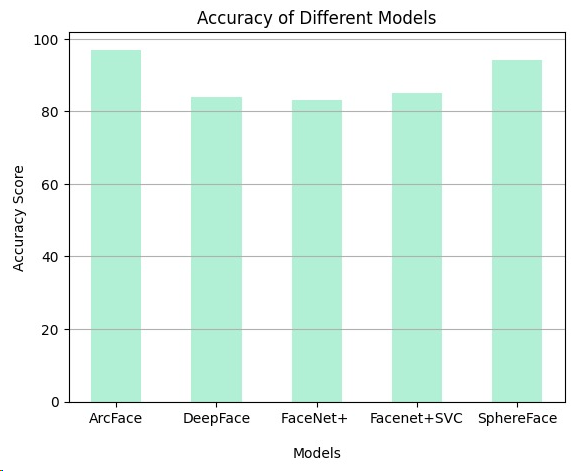 Accuracy of Different Models
100
80
60
40
20
0
Accuracy Score
ArcFace DeepFace FaceNet+ Facenet+SVC SphereFace
Models